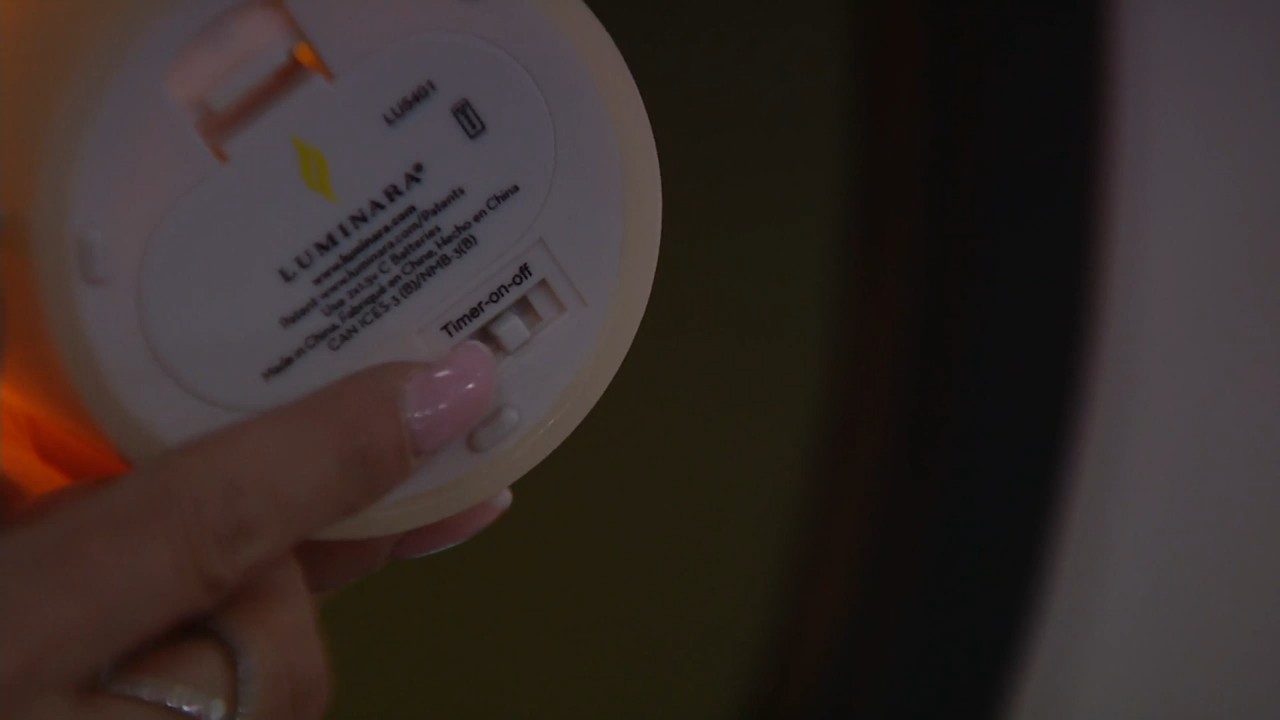 LUMINARA®
www.luminara.com
Patent www.luminara.com/Patents
Use 2x1.5v C Batteries
Made in China, Fabriqué en Chine, Hecho en China
CAN ICES-3 (B)/NMB-3(B)
Timer-on-off